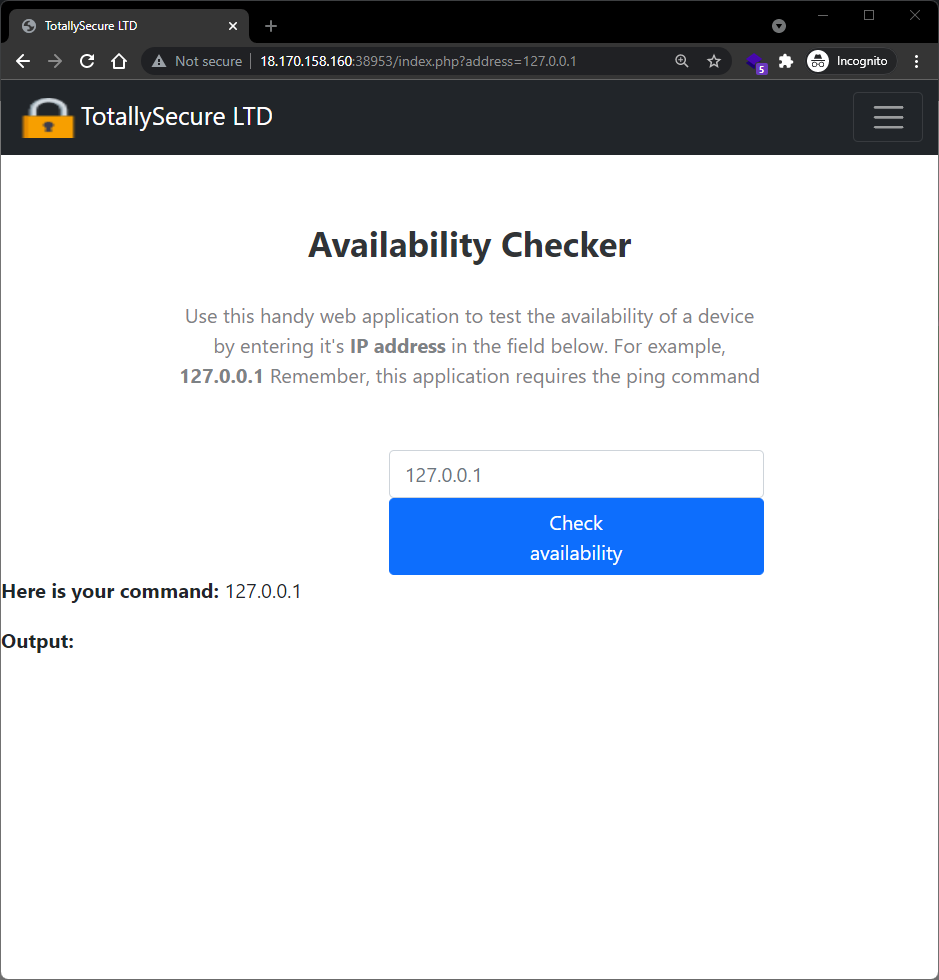 TotallySecure LTD
Not secure
18.170.158.160:38953/index.php?address=127.0.0.1
5
Incognito
TotallySecure LTD
Availability Checker
Use this handy web application to test the availability of a device
by entering it's IP address in the field below. For example,
127.0.0.1 Remember, this application requires the ping command
127.0.0.1
Check
availability
Here is your command: 127.0.0.1
Output: